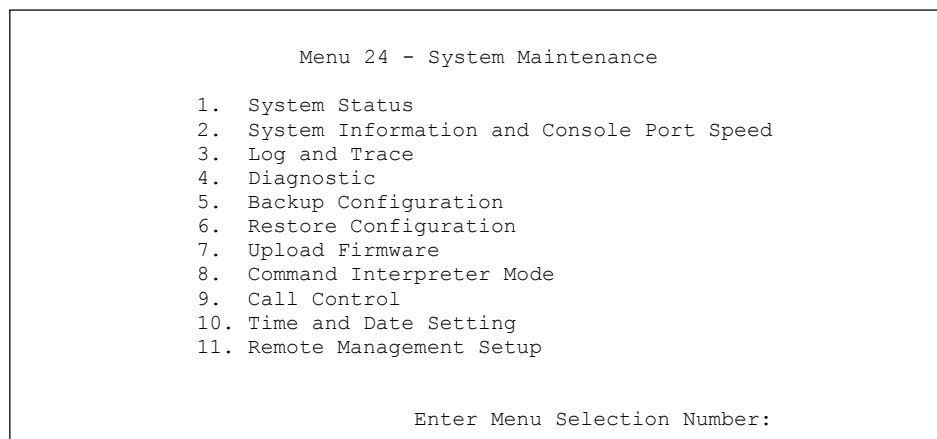 Menu 24 - System Maintenance
1. System Status
2. System Information and Console Port Speed
3. Log and Trace
4. Diagnostic
5. Backup Configuration
6. Restore Configuration
7. Upload Firmware
8. Command Interpreter Mode
9. Call Control
10. Time and Date Setting
11. Remote Management Setup
Enter Menu Selection Number: